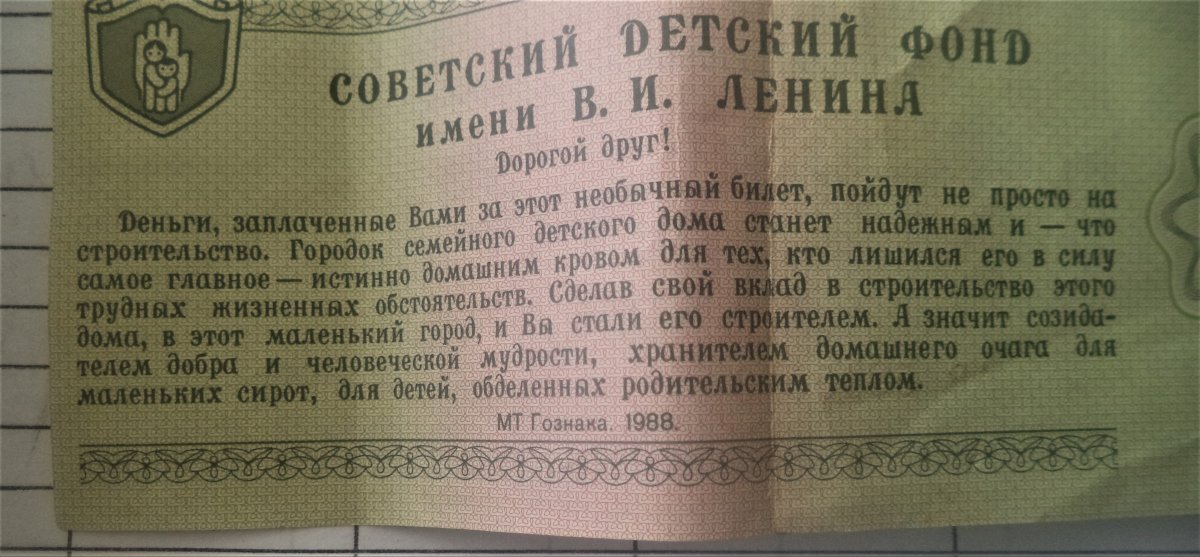 СОВЕТСКИЙ ДЕТСКИЙ ФОНД
имени В. И. ЛЕНИНА
Дорогой друг!
Деньги, заплаченные Вами за этот необычный билет, пойдут не просто на
строительство. Городок семейного детского дома станет надежным и — что
самое главное — истинно домашним кровом для тех, кто лишился его в силу
трудных жизненных обстоятельств. Сделав свой вклад в строительство этого
дома, в этот маленький город, и Вы стали его строителем. А значит созида-
телем добра и человеческой мудрости, хранителем домашнего очага для
маленьких сирот, для детей, обделенных родительским теплом.
МТ Гознака. 1988.